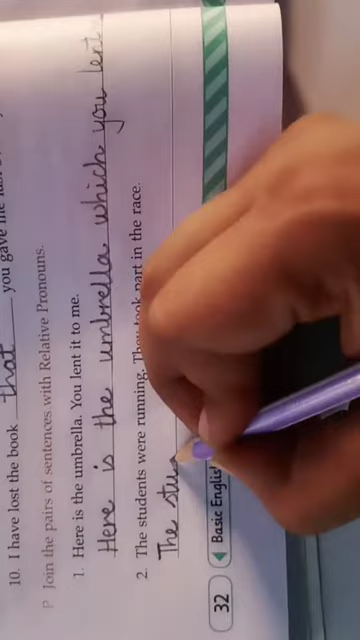 10. I have lost the book that you gave me
P Join the pairs of sentences with Relative Pronouns.
1. Here is the umbrella. You lent it to me.
Here is the umbrella which you lent
2. The students were running. They took part in the race.
The stu
32 Basic English